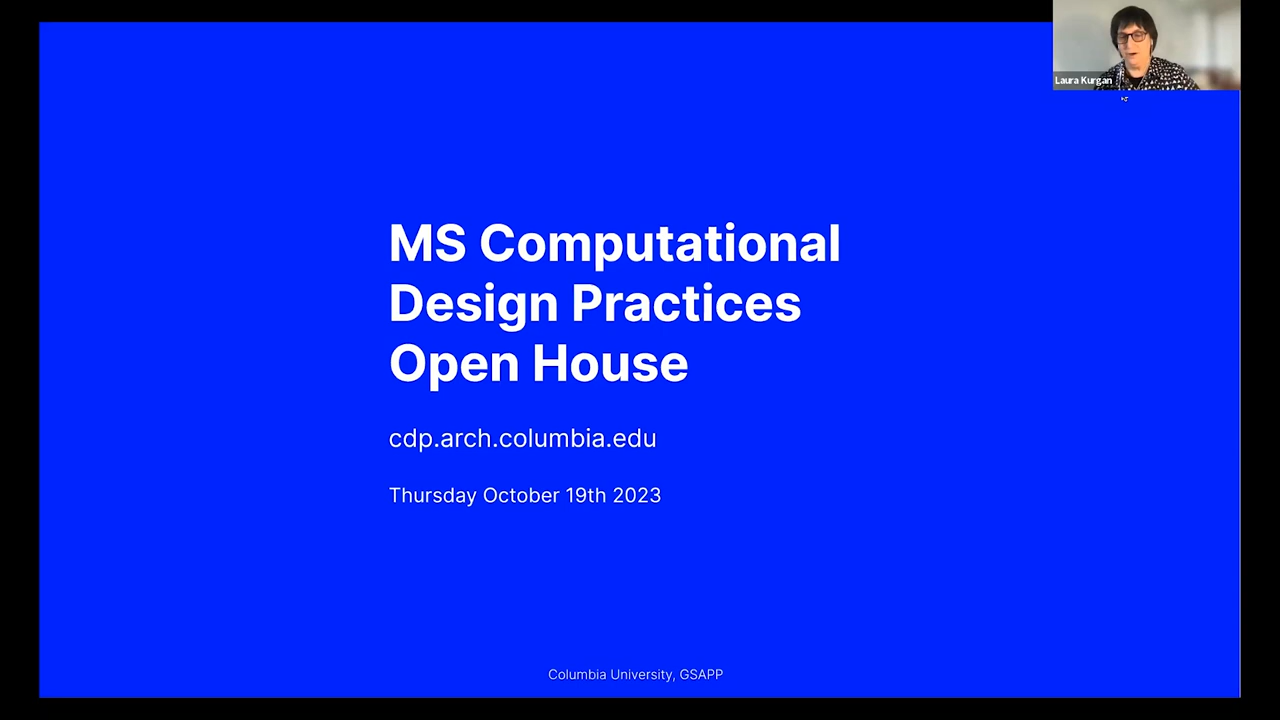 Laura Kurgan
MS Computational
Design Practices
Open House
cdp.arch.columbia.edu
Thursday October 19th 2023
Columbia University, GSAPP